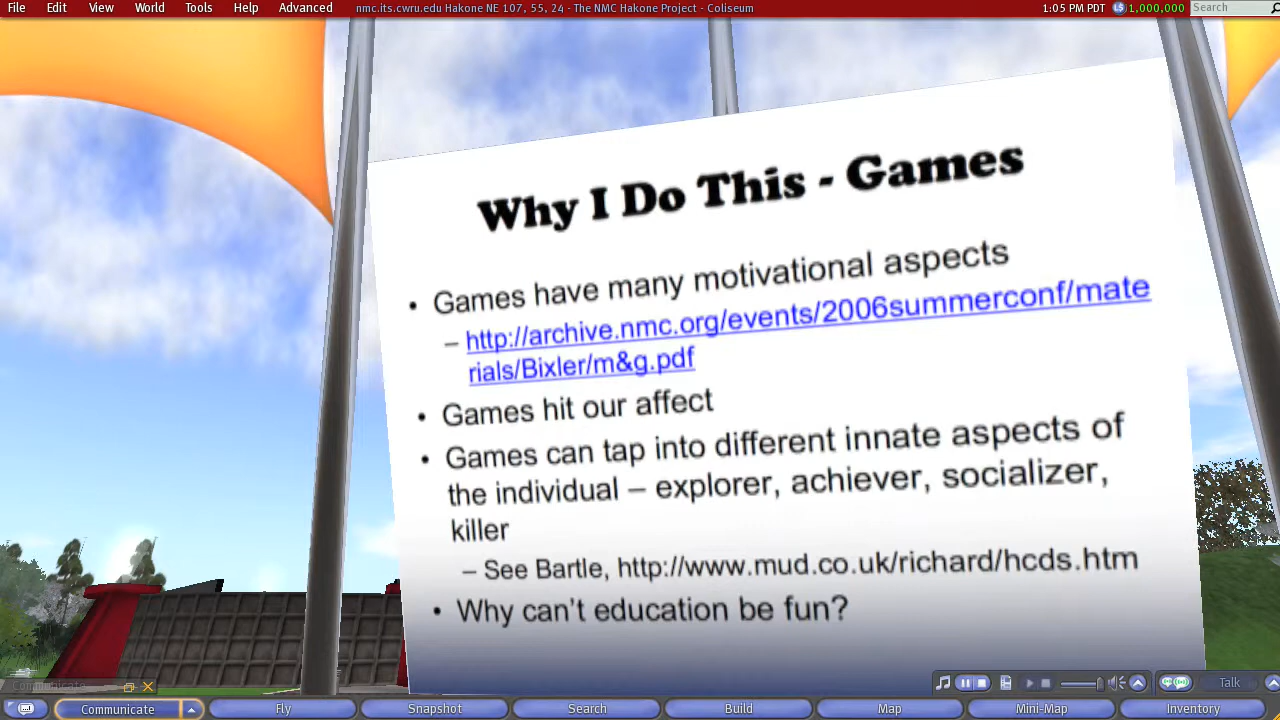 File Edit View World Tools Help Advanced nmc.its.cwru.edu Hakone NE 107, 55, 24 - The NMC Hakone Project - Coliseum 1:05 PM PDT L$ 1,000,000 Search
Why I Do This - Games
• Games have many motivational aspects
– http://archive.nmc.org/events/2006summerconf/mate
rials/Bixler/m&g.pdf
• Games hit our affect
• Games can tap into different innate aspects of
the individual – explorer, achiever, socializer,
killer
– See Bartle, http://www.mud.co.uk/richard/hcds.htm
• Why can't education be fun?
Communicate
Talk
Communicate Fly Snapshot Search Build Map Mini-Map Inventory